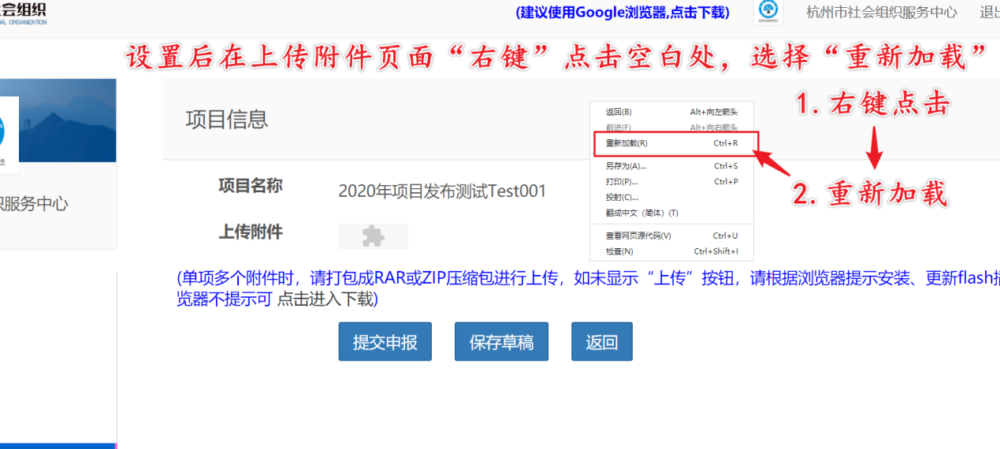 会组织
AL ORGANIZATION
(建议使用Google浏览器,点击下载)
杭州市社会组织服务中心
设置后在上传附件页面“右键”点击空白处，选择“重新加载”
项目信息
1. 右键点击
返回(B) Alt+向左箭头
前进(F) Alt+向右箭头
重新加载(R) Ctrl+R
另存为(A)... Ctrl+S
打印(P)... Ctrl+P
投射(C)...
翻成中文（简体）(T)
查看网页源代码(V) Ctrl+U
检查(N) Ctrl+Shift+I
2. 重新加载
项目名称
2020年项目发布测试Test001
服务中心
上传附件
(单项多个附件时，请打包成RAR或ZIP压缩包进行上传，如未显示“上传”按钮，请根据浏览器提示安装、更新flash
览器不提示可 点击进入下载)
提交申报
保存草稿
返回